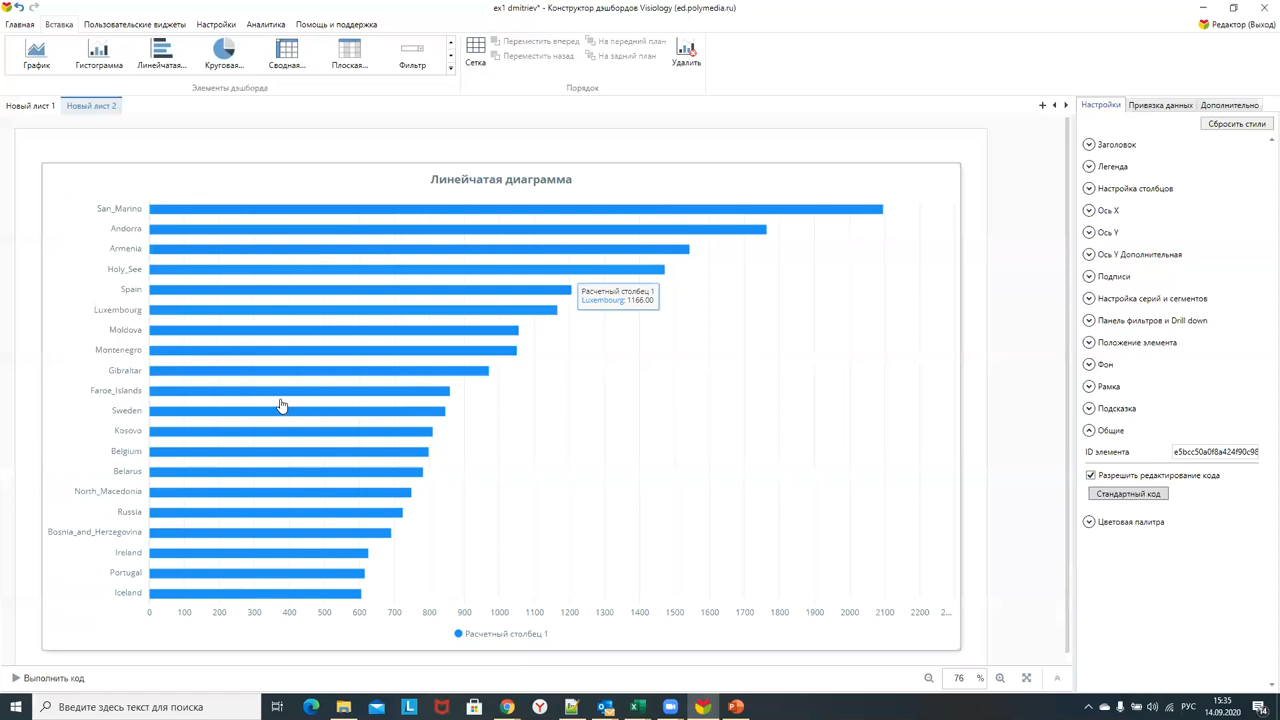 ex1 dmitriev* - Конструктор дэшбордов Visiology (ed.polymedia.ru)
Главная Вставка Пользовательские виджеты Настройки Аналитика Помощь и поддержка Редактор (Выход)
График Гистограмма Линейчатая... Круговая... Сводная... Плоская... Фильтр Сетка Переместить вперед На передний план Удалить
Переместить назад На задний план
Элементы дэшборда Порядок
Новый лист 1 Новый лист 2
Настройки Привязка данных Дополнительно
Сбросить стили
Заголовок
Легенда
Настройка столбцов
Ось X
Ось Y
Ось Y Дополнительная
Подписи
Настройка серий и сегментов
Панель фильтров и Drill down
Положение элемента
Фон
Рамка
Подсказка
Общие
ID элемента e5bcc50a0f8a424f90c98
Разрешить редактирование кода
Стандартный код
Цветовая палитра
Линейчатая диаграмма
San_Marino
Andorra
Armenia
Holy_See
Spain
Luxembourg
Moldova
Montenegro
Gibraltar
Faroe_Islands
Sweden
Kosovo
Belgium
Belarus
North_Macedonia
Russia
Bosnia_and_Herzegovina
Ireland
Portugal
Iceland
Расчетный столбец 1
Luxembourg: 1166.00
0 100 200 300 400 500 600 700 800 900 1000 1100 1200 1300 1400 1500 1600 1700 1800 1900 2000 2100 2200 2...
Расчетный столбец 1
Выполнить код 76 %
Введите здесь текст для поиска
РУС
15:35
14.09.2020
14